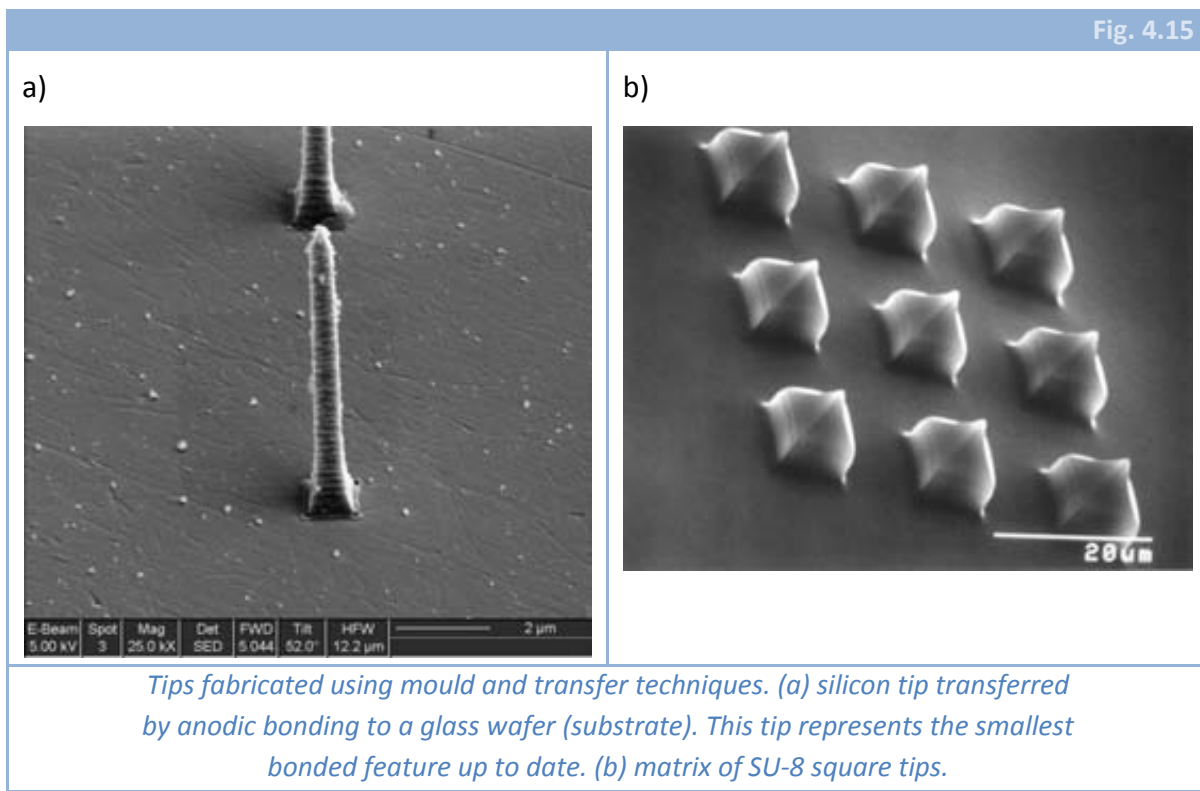 Fig. 4.15
a)
b)
E-Beam Spot Mag Det FWD Tilt HFW 2 µm
5.00 kV 3 25.0 kX SED 5.044 52.0° 12.2 µm
20um
Tips fabricated using mould and transfer techniques. (a) silicon tip transferred
by anodic bonding to a glass wafer (substrate). This tip represents the smallest
bonded feature up to date. (b) matrix of SU-8 square tips.